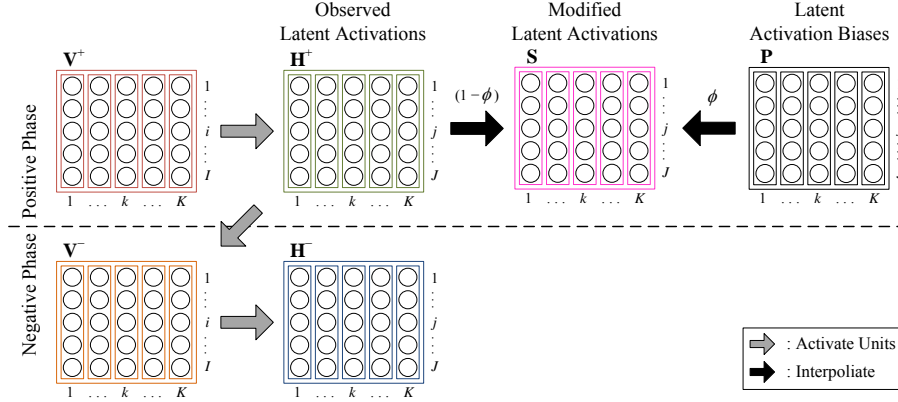 Observed
Latent Activations
Modified
Latent Activations
Latent
Activation Biases
Positive Phase
V⁺
1
. . .
i
. . .
I
1 . . . k . . . K
H⁺
1
. . .
j
. . .
J
1 . . . k . . . K
(1 − ϕ)
S
1
. . .
j
. . .
J
1 . . . k . . . K
ϕ
P
1 . . . k . . . K
Negative Phase
V⁻
1
. . .
i
. . .
I
1 . . . k . . . K
H⁻
1
. . .
j
. . .
J
1 . . . k . . . K
: Activate Units
: Interpolate